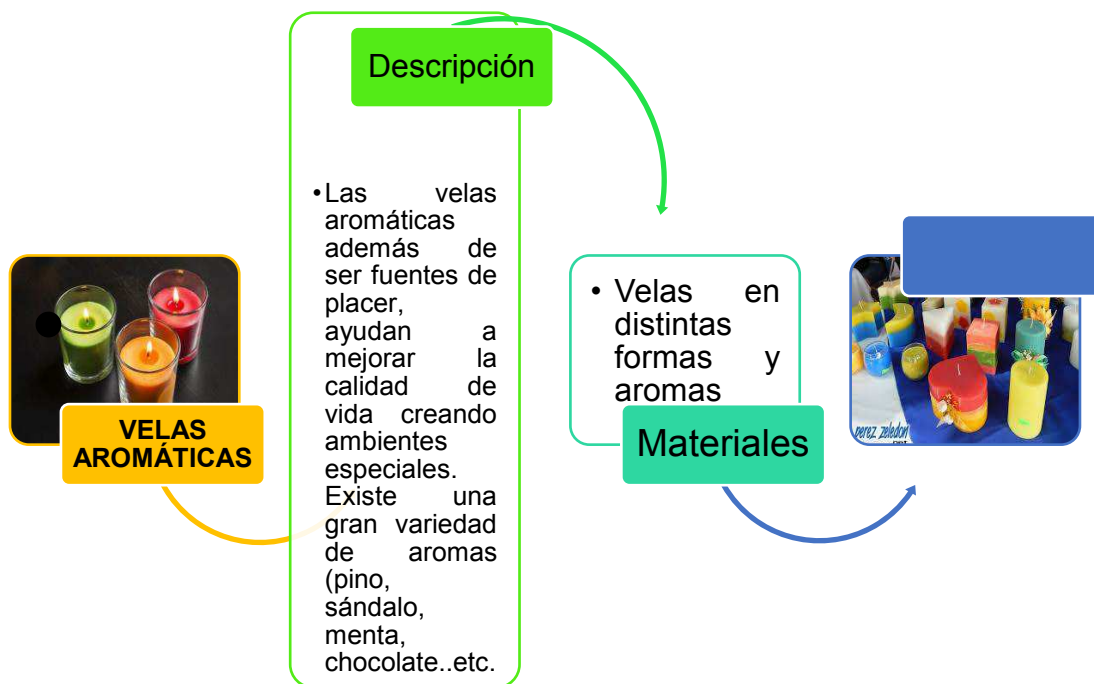 VELAS
AROMÁTICAS
Descripción
•Las velas
aromáticas
además de
ser fuentes de
placer,
ayudan a
mejorar la
calidad de
vida creando
ambientes
especiales.
Existe una
gran variedad
de aromas
(pino,
sándalo,
menta,
chocolate..etc.
• Velas en
distintas
formas y
aromas
Materiales
perez zeledon